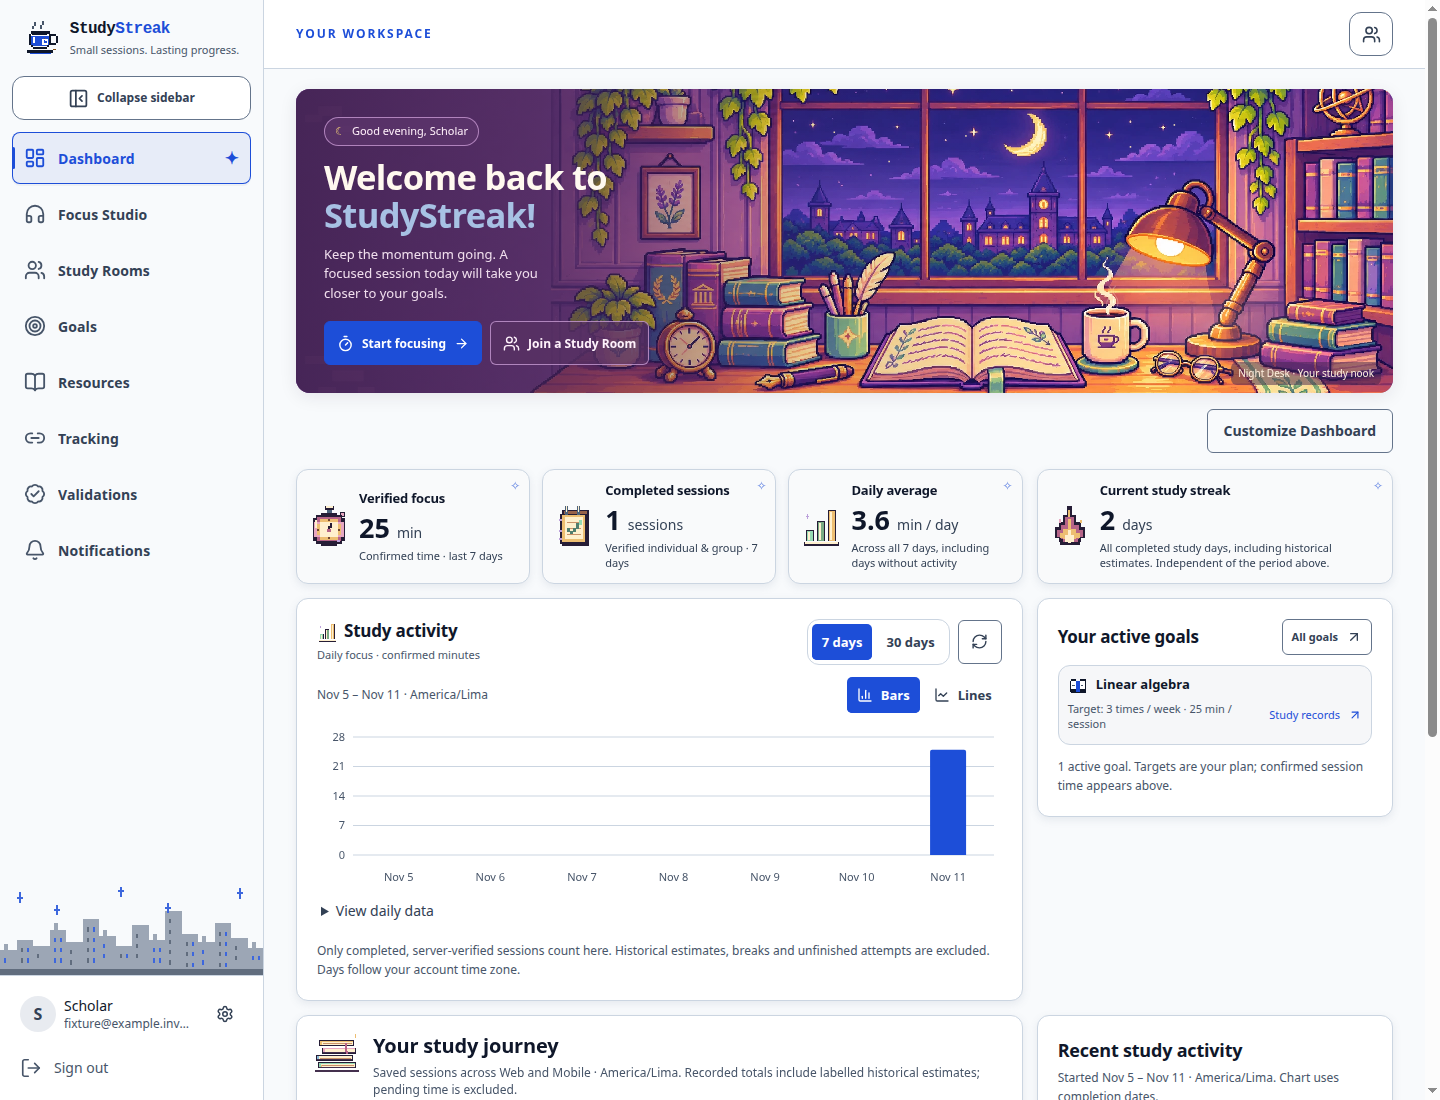 StudyStreak
Small sessions. Lasting progress.
Collapse sidebar
Dashboard
Focus Studio
Study Rooms
Goals
Resources
Tracking
Validations
Notifications
Scholar
fixture@example.inv...
Sign out
YOUR WORKSPACE
Good evening, Scholar
Welcome back to
StudyStreak!
Keep the momentum going. A
focused session today will take you
closer to your goals.
Start focusing
Join a Study Room
Night Desk · Your study nook
Customize Dashboard
Verified focus
25 min
Confirmed time · last 7 days
Completed sessions
1 sessions
Verified individual & group · 7
days
Daily average
3.6 min / day
Across all 7 days, including
days without activity
Current study streak
2 days
All completed study days, including historical
estimates. Independent of the period above.
Study activity
Daily focus · confirmed minutes
7 days
30 days
Nov 5 – Nov 11 · America/Lima
Bars
Lines
28
21
14
7
0
Nov 5
Nov 6
Nov 7
Nov 8
Nov 9
Nov 10
Nov 11
View daily data
Only completed, server-verified sessions count here. Historical estimates, breaks and unfinished attempts are excluded.
Days follow your account time zone.
Your active goals
All goals
Linear algebra
Target: 3 times / week · 25 min /
session
Study records
1 active goal. Targets are your plan; confirmed session
time appears above.
Your study journey
Saved sessions across Web and Mobile · America/Lima. Recorded totals include labelled historical estimates;
pending time is excluded.
Recent study activity
Started Nov 5 – Nov 11 · America/Lima. Chart uses
completion dates.
S